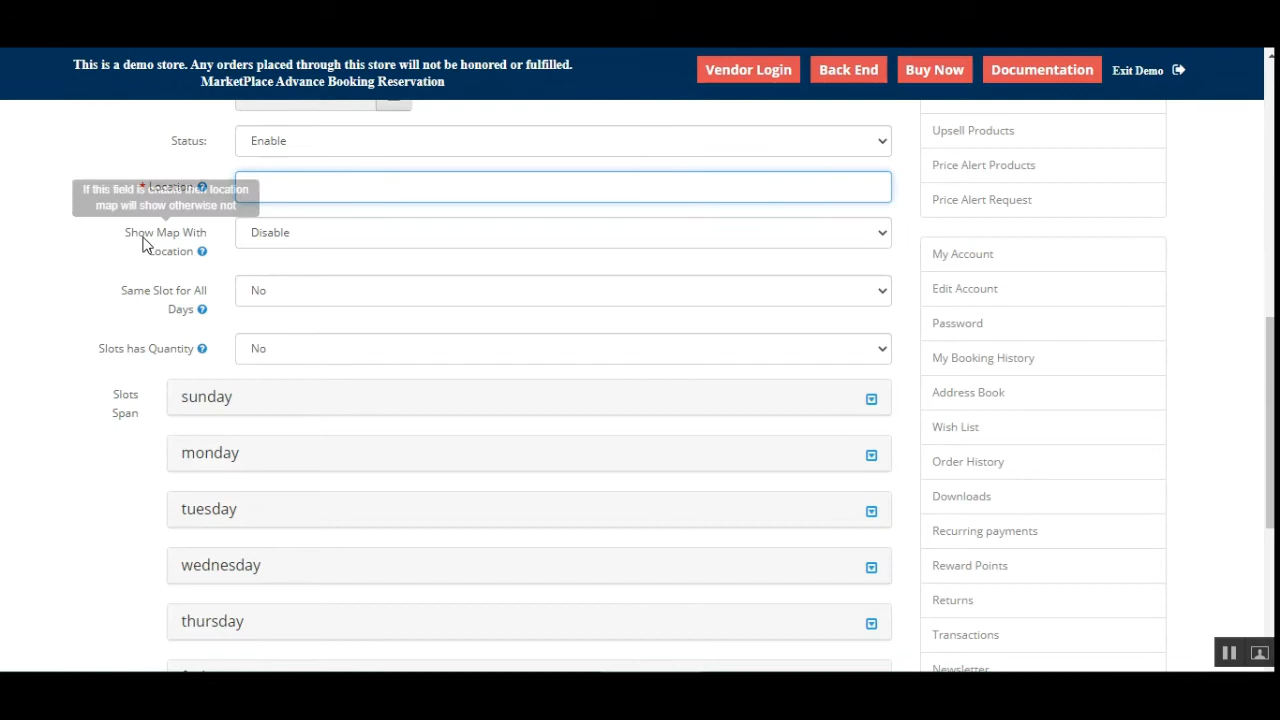 This is a demo store. Any orders placed through this store will not be honored or fulfilled.
MarketPlace Advance Booking Reservation
Vendor Login
Back End
Buy Now
Documentation
Exit Demo
Status:
Enable
* Location
If this field is enable then location
map will show otherwise not
Show Map With
Location
Disable
Same Slot for All
Days
No
Slots has Quantity
No
Slots
Span
sunday
monday
tuesday
wednesday
thursday
Upsell Products
Price Alert Products
Price Alert Request
My Account
Edit Account
Password
My Booking History
Address Book
Wish List
Order History
Downloads
Recurring payments
Reward Points
Returns
Transactions
Newsletter